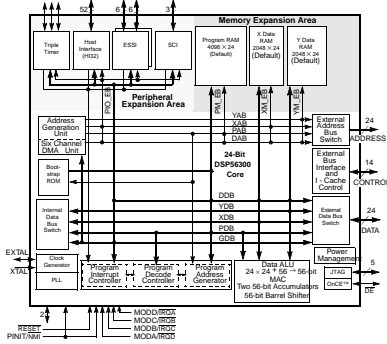 52 6 6 3
Memory Expansion Area
Triple Timer
Host Interface (HI32)
ESSI
SCI
Program RAM 4096 × 24 (Default)
X Data RAM 2048 × 24 (Default)
Y Data RAM 2048 × 24 (Default)
PIO_EB
Peripheral Expansion Area
PM_EB
XM_EB
YM_EB
Address Generation Unit
Six Channel DMA Unit
YAB
XAB
PAB
DAB
External Address Bus Switch
24
ADDRESS
24-Bit DSP56300 Core
External Bus Interface and I - Cache Control
14
CONTROL
Boot-strap ROM
Internal Data Bus Switch
DDB
YDB
XDB
PDB
GDB
External Data Bus Switch
24
DATA
EXTAL
XTAL
Clock Generator
PLL
Program Interrupt Controller
Program Decode Controller
Program Address Generator
Data ALU
24 × 24 + 56 → 56-bit MAC
Two 56-bit Accumulators
56-bit Barrel Shifter
Power Management
JTAG
OnCE™
5
DE
2
RESET
PINIT/NMI
MODA/IRQA
MODB/IRQB
MODC/IRQC
MODD/IRQD